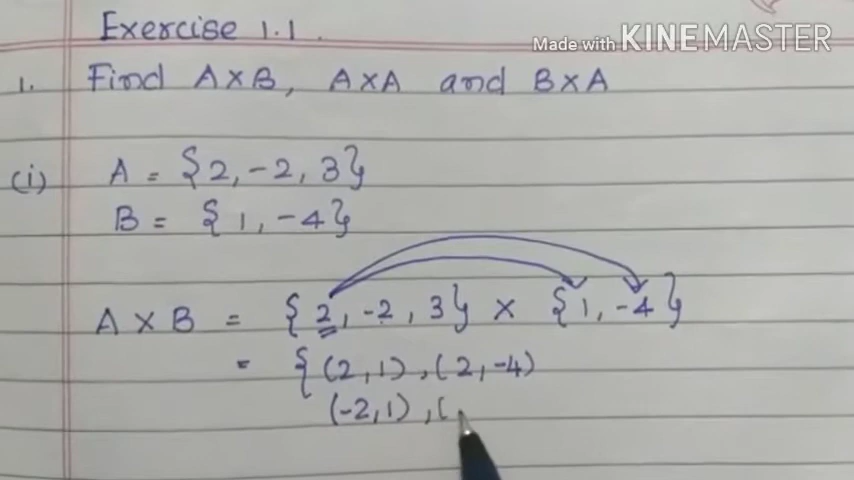 Exercise 1.1.
Made with KINEMASTER
1. Find A×B, A×A and B×A
(i) A = {2, -2, 3}
B = {1, -4}
A × B = {2, -2, 3} × {1, -4}
= {(2,1), (2,-4)
(-2,1), (